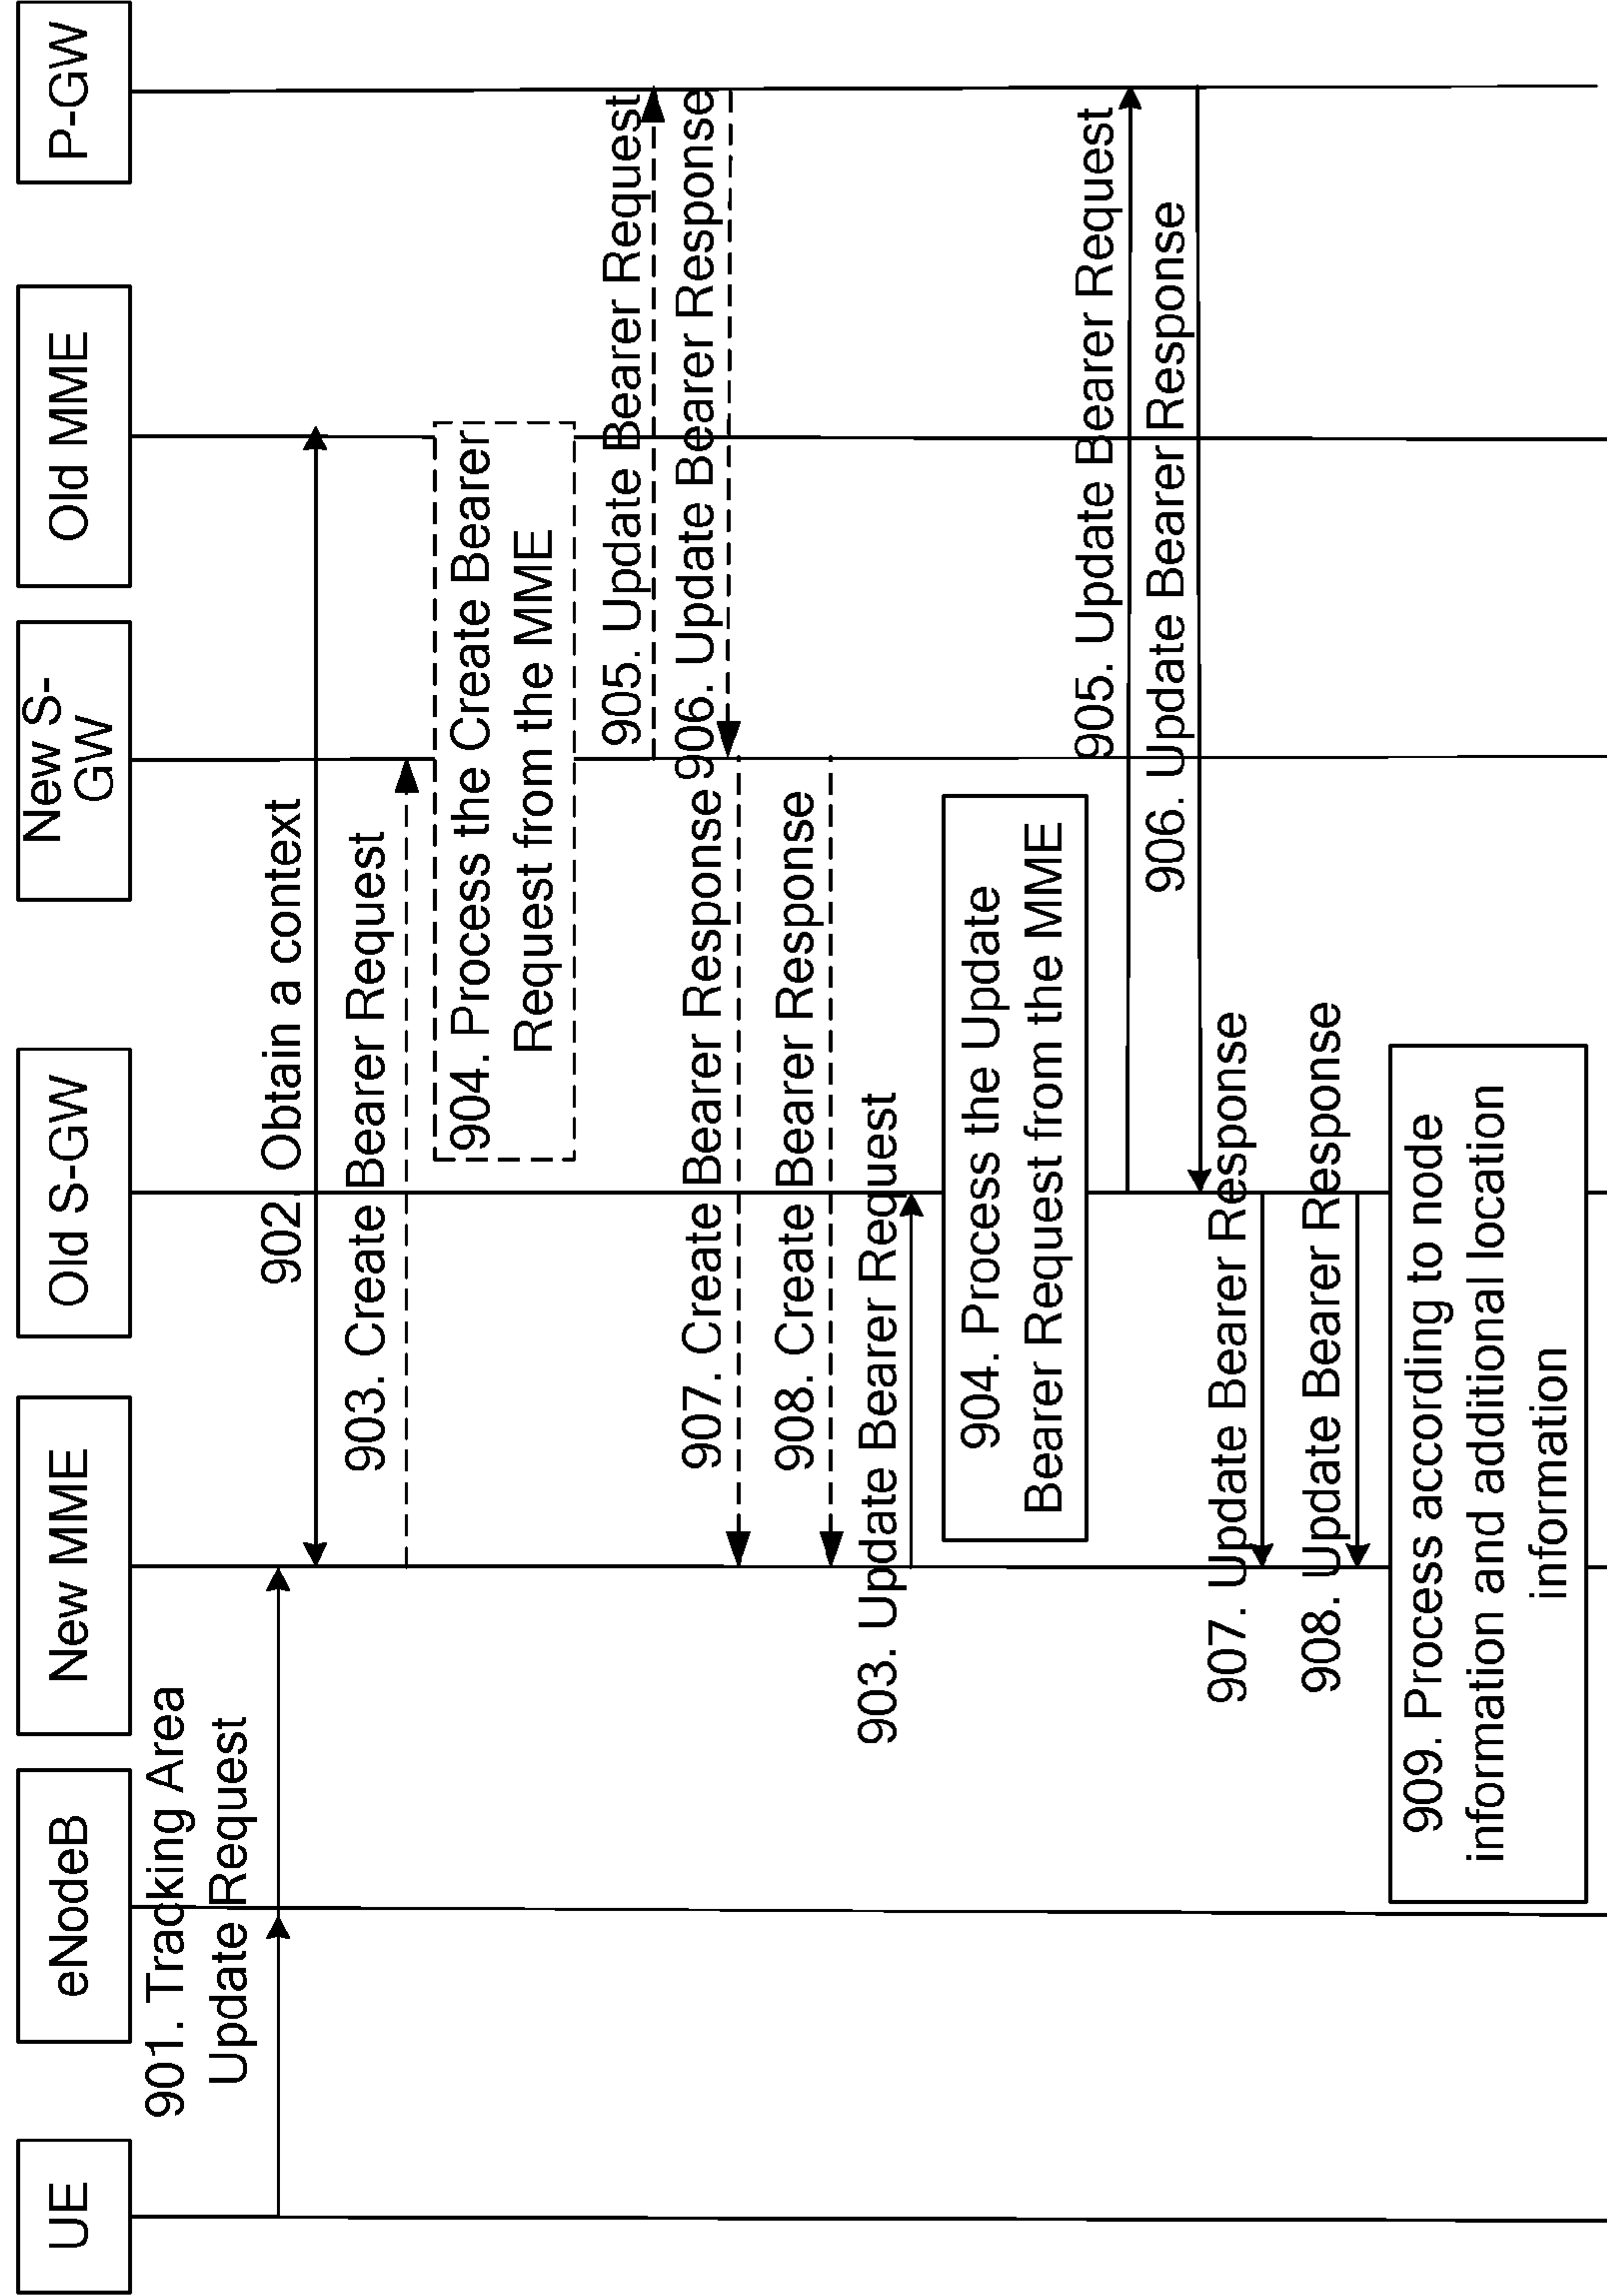 UE
eNodeB
New MME
Old S-GW
New S-
GW
Old MME
P-GW
901. Tracking Area
Update Request
902. Obtain a context
903. Create Bearer Request
904. Process the Create Bearer
Request from the MME
905. Update Bearer Request
906. Update Bearer Response
907. Create Bearer Response
908. Create Bearer Response
903. Update Bearer Request
904. Process the Update
Bearer Request from the MME
905. Update Bearer Request
906. Update Bearer Response
907. Update Bearer Response
908. Update Bearer Response
909. Process according to node
information and additional location
information